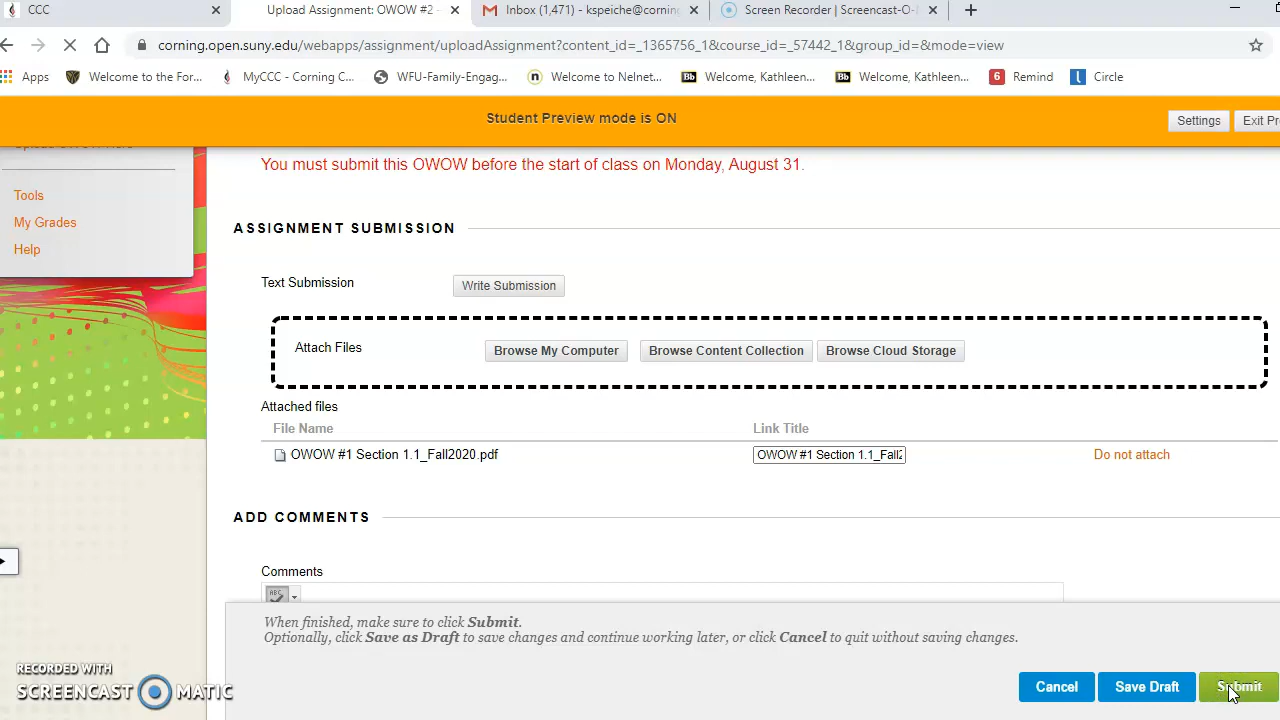 CCC
Upload Assignment: OWOW #2 -
Inbox (1,471) - kspeiche@corning
Screen Recorder | Screencast-O-
corning.open.suny.edu/webapps/assignment/uploadAssignment?content_id=_1365756_1&course_id=_57442_1&group_id=&mode=view
Apps
Welcome to the For...
MyCCC - Corning C...
WFU-Family-Engag...
n
Welcome to Nelnet...
Bb
Welcome, Kathleen...
Bb
Welcome, Kathleen...
6
Remind
Circle
Student Preview mode is ON
Settings
Exit Pr
Tools
My Grades
Help
You must submit this OWOW before the start of class on Monday, August 31.
ASSIGNMENT SUBMISSION
Text Submission
Write Submission
Attach Files
Browse My Computer
Browse Content Collection
Browse Cloud Storage
Attached files
File Name
Link Title
OWOW #1 Section 1.1_Fall2020.pdf
OWOW #1 Section 1.1_Fall2
Do not attach
ADD COMMENTS
Comments
ABC
When finished, make sure to click Submit.
Optionally, click Save as Draft to save changes and continue working later, or click Cancel to quit without saving changes.
Cancel
Save Draft
Submit
RECORDED WITH
SCREENCAST MATIC